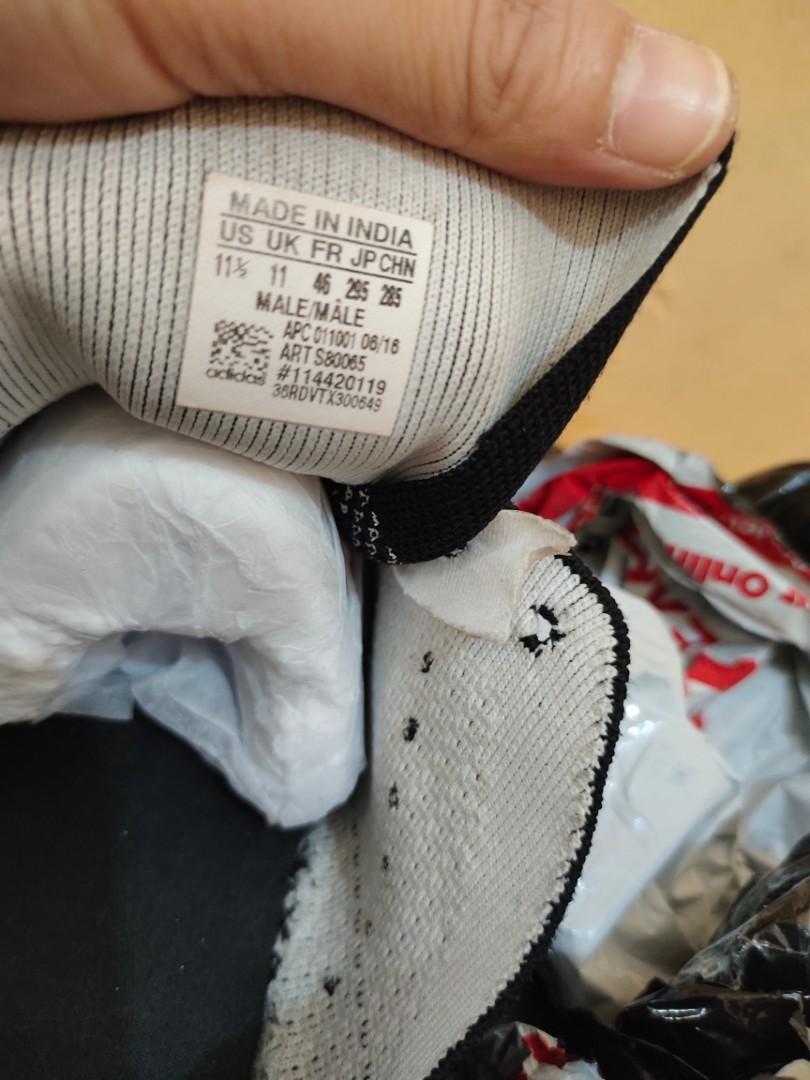 MADE IN INDIA
US UK FR JP CHN
11½ 11 46 295 285
MALE/MÂLE
APC 011001 06/16
ART S80065
#114420119
adidas
36RDVTX300649
Online